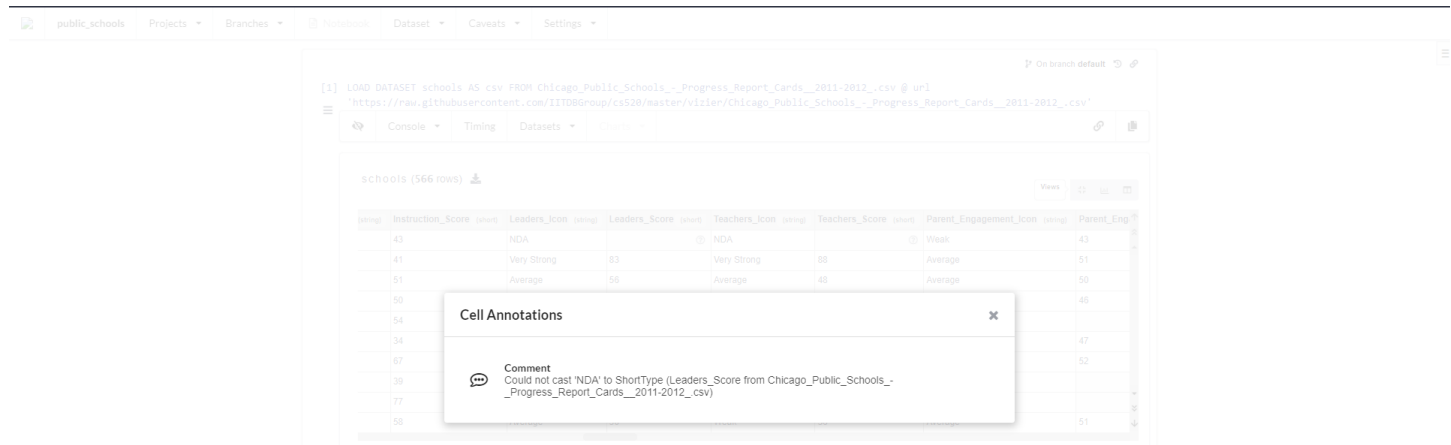 public_schools Projects Branches Notebook Dataset Caveats Settings
On branch default
[1] LOAD DATASET schools AS csv FROM Chicago_Public_Schools_-_Progress_Report_Cards__2011-2012_.csv @ url
'https://raw.githubusercontent.com/IITDBGroup/cs520/master/vizier/Chicago_Public_Schools_-_Progress_Report_Cards__2011-2012_.csv'
Console Timing Datasets
schools (566 rows)
Views
(string) Instruction_Score (short) Leaders_Icon (string) Leaders_Score (short) Teachers_Icon (string) Teachers_Score (short) Parent_Engagement_Icon (string) Parent_Eng
43 NDA NDA Weak 43
41 Very Strong 63 Very Strong 88 Average 51
51 Average 56 Average 48 Average 50
50 48
54
34 47
67 52
39
77
58 51
Cell Annotations
Comment
Could not cast 'NDA' to ShortType (Leaders_Score from Chicago_Public_Schools_-
_Progress_Report_Cards__2011-2012_.csv)